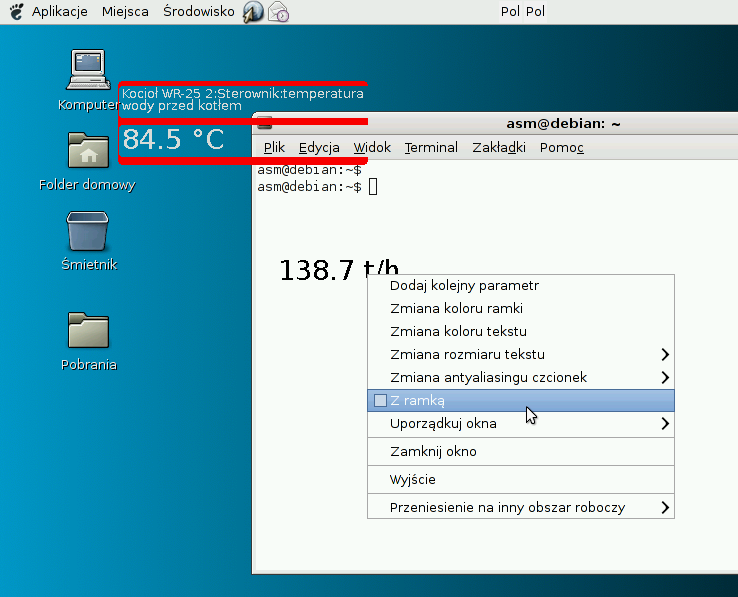 Aplikacje Miejsca Środowisko Pol Pol
Komputer
Kocioł WR-25 2:Sterownik:temperatura
wody przed kotłem
84.5 °C
Folder domowy
Śmietnik
Pobrania
asm@debian: ~
Plik Edycja Widok Terminal Zakładki Pomoc
asm@debian:~$
asm@debian:~$
138.7 t/h
Dodaj kolejny parametr
Zmiana koloru ramki
Zmiana koloru tekstu
Zmiana rozmiaru tekstu
Zmiana antyaliasingu czcionek
Z ramką
Uporządkuj okna
Zamknij okno
Wyjście
Przeniesienie na inny obszar roboczy